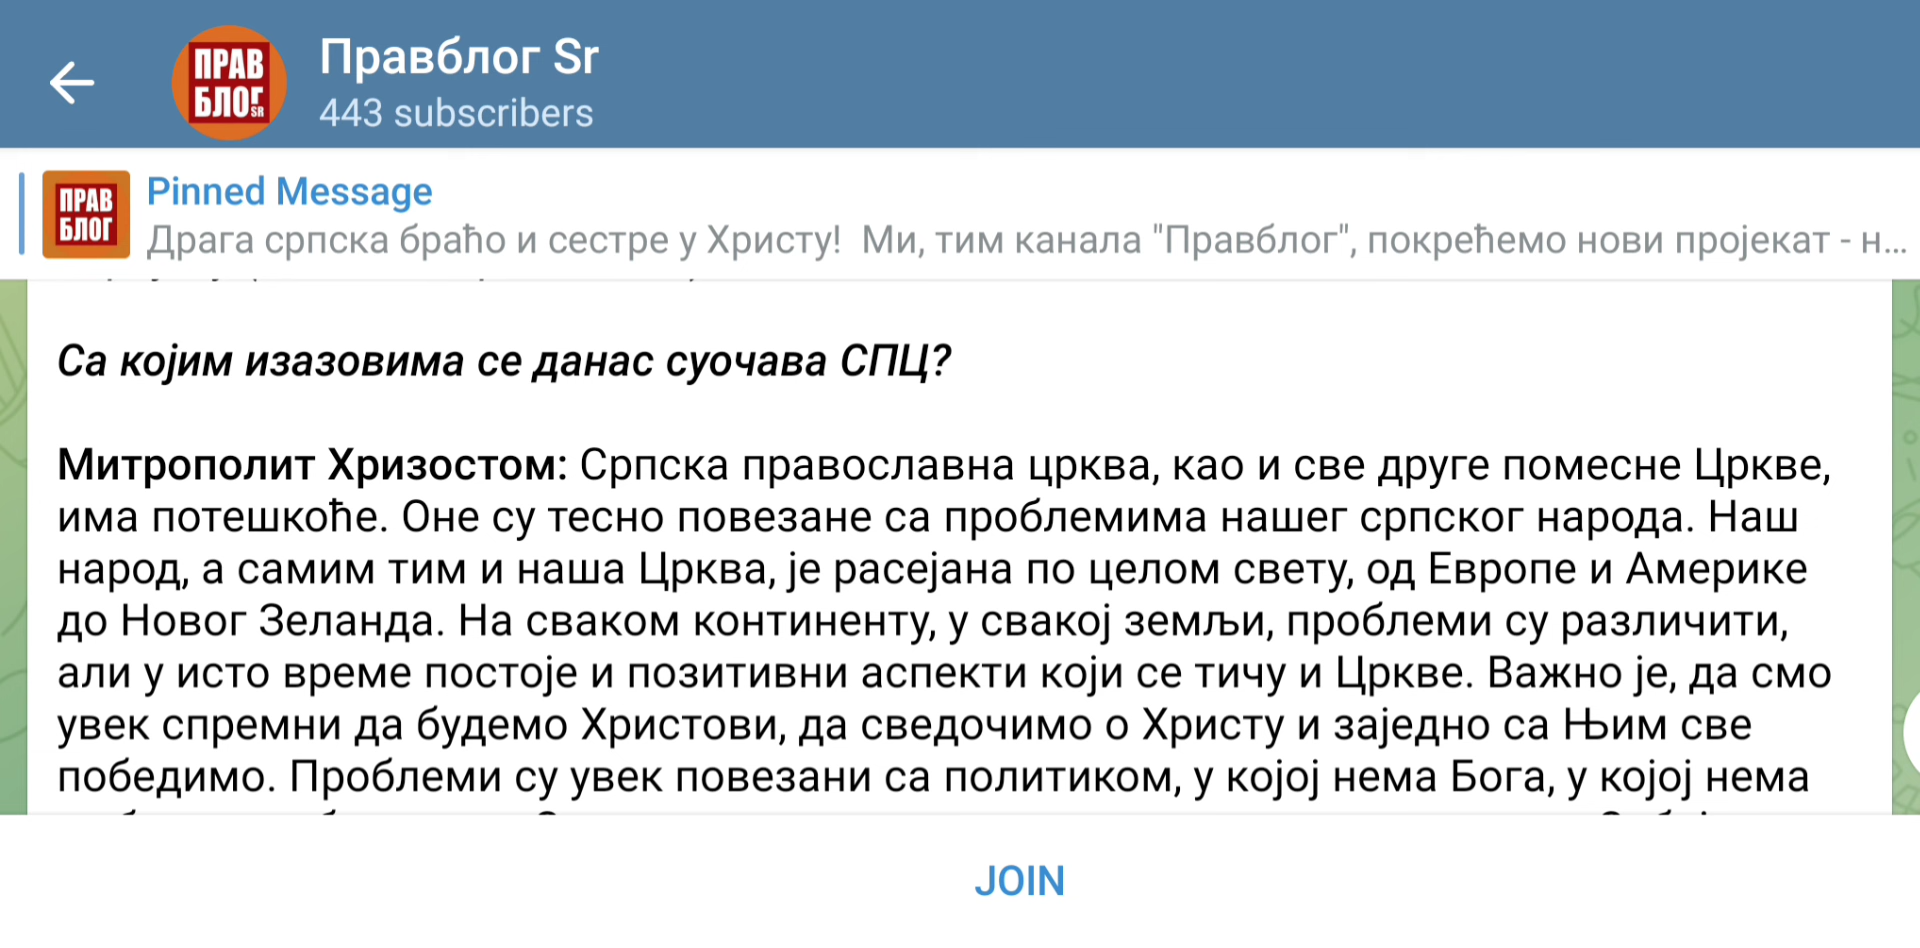 ПРАВ
БЛОГ
SR
Правблог Sr
443 subscribers
ПРАВ
БЛОГ
Pinned Message
Драга српска браћо и сестре у Христу! Ми, тим канала "Правблог", покрећемо нови пројекат - н...
Са којим изазовима се данас суочава СПЦ?
Митрополит Хризостом: Српска православна црква, као и све друге помесне Цркве,
има потешкоће. Оне су тесно повезане са проблемима нашег српског народа. Наш
народ, а самим тим и наша Црква, је расејана по целом свету, од Европе и Америке
до Новог Зеланда. На сваком континенту, у свакој земљи, проблеми су различити,
али у исто време постоје и позитивни аспекти који се тичу и Цркве. Важно је, да смо
увек спремни да будемо Христови, да сведочимо о Христу и заједно са Њим све
победимо. Проблеми су увек повезани са политиком, у којој нема Бога, у којој нема
JOIN